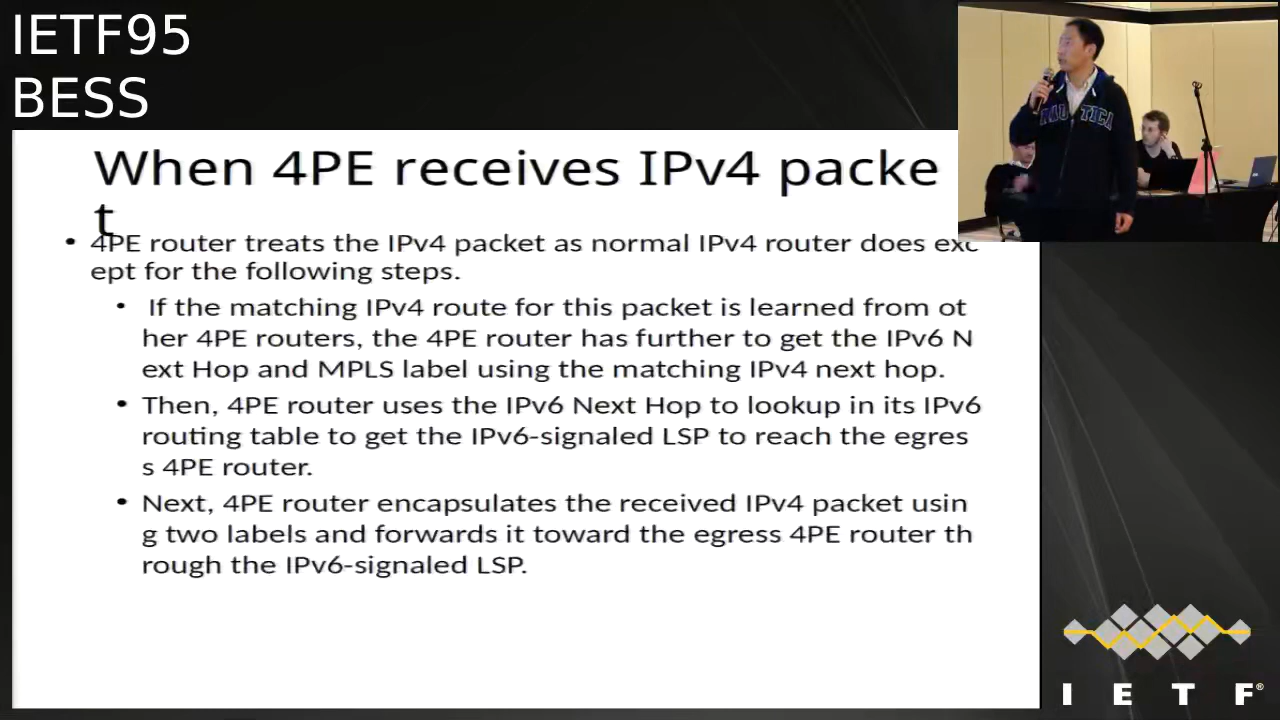 IETF95
BESS
When 4PE receives IPv4 packe
t
• 4PE router treats the IPv4 packet as normal IPv4 router does exc
ept for the following steps.
• If the matching IPv4 route for this packet is learned from ot
her 4PE routers, the 4PE router has further to get the IPv6 N
ext Hop and MPLS label using the matching IPv4 next hop.
• Then, 4PE router uses the IPv6 Next Hop to lookup in its IPv6
routing table to get the IPv6-signaled LSP to reach the egres
s 4PE router.
• Next, 4PE router encapsulates the received IPv4 packet usin
g two labels and forwards it toward the egress 4PE router th
rough the IPv6-signaled LSP.
NAUTICA
I E T F®